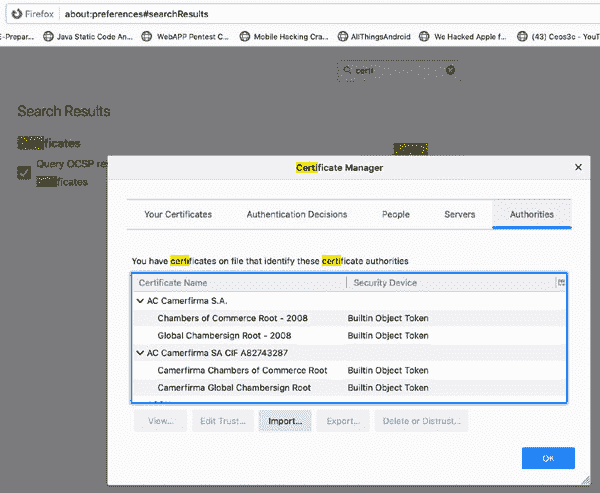 Firefox about:preferences#searchResults
E-Prepar... Java Static Code An... WebAPP Pentest C... Mobile Hacking Cra... AllThingsAndroid We Hacked Apple f... (43) Ceos3c - YouT
certi
Search Results
Certificates
Query OCSP res
certificates
Certificate Manager
Your Certificates Authentication Decisions People Servers Authorities
You have certificates on file that identify these certificate authorities
Certificate Name Security Device
AC Camerfirma S.A.
Chambers of Commerce Root - 2008 Builtin Object Token
Global Chambersign Root - 2008 Builtin Object Token
AC Camerfirma SA CIF A82743287
Camerfirma Chambers of Commerce Root Builtin Object Token
Camerfirma Global Chambersign Root Builtin Object Token
View... Edit Trust... Import... Export... Delete or Distrust...
OK